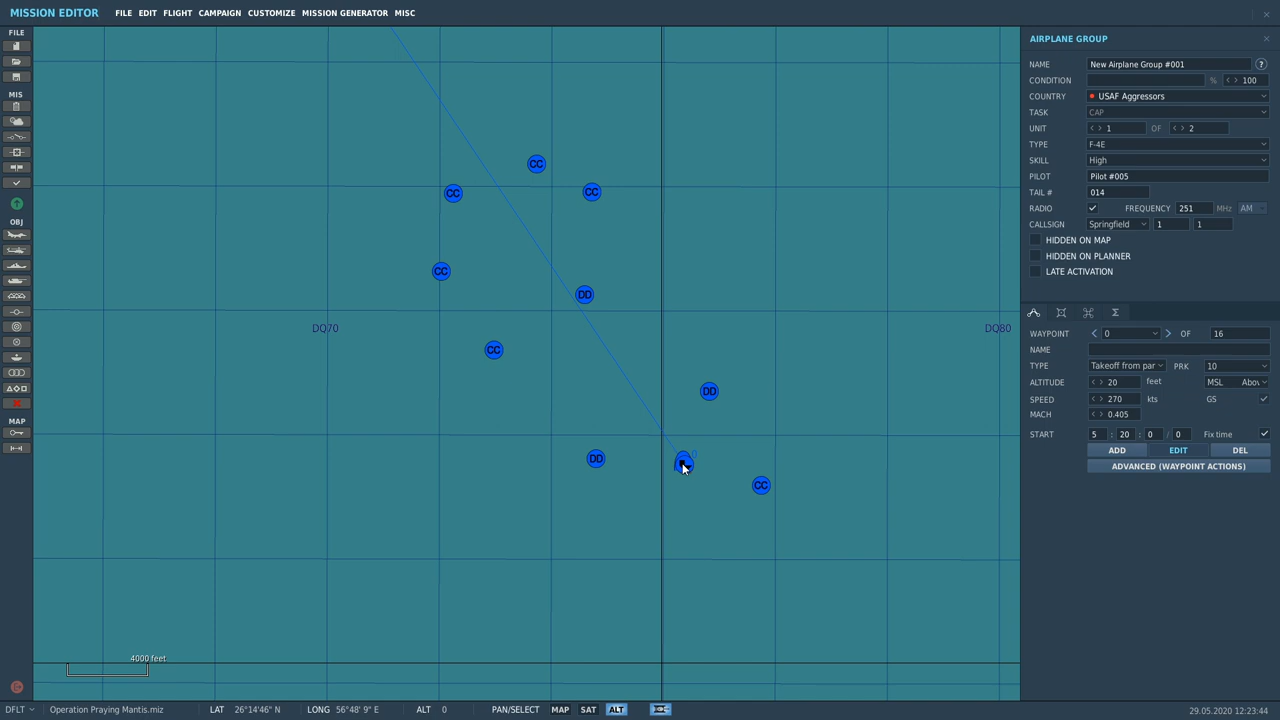 MISSION EDITOR FILE EDIT FLIGHT CAMPAIGN CUSTOMIZE MISSION GENERATOR MISC
FILE
MIS
OBJ
MAP
CC
CC
CC
CC
DD
DQ70
DQ80
CC
DD
DD
0
CC
4000 feet
AIRPLANE GROUP
NAME New Airplane Group #001 ?
CONDITION % < > 100
COUNTRY USAF Aggressors
TASK CAP
UNIT < > 1 OF < > 2
TYPE F-4E
SKILL High
PILOT Pilot #005
TAIL # 014
RADIO FREQUENCY 251 MHz AM
CALLSIGN Springfield 1 1
HIDDEN ON MAP
HIDDEN ON PLANNER
LATE ACTIVATION
WAYPOINT < 0 > OF 16
NAME
TYPE Takeoff from par PRK 10
ALTITUDE < > 20 feet MSL Abov
SPEED < > 270 kts GS
MACH < > 0.405
START 5 : 20 : 0 / 0 Fix time
ADD EDIT DEL
ADVANCED (WAYPOINT ACTIONS)
DFLT Operation Praying Mantis.miz LAT 26°14'46" N LONG 56°48' 9" E ALT 0 PAN/SELECT MAP SAT ALT 29.05.2020 12:23:44